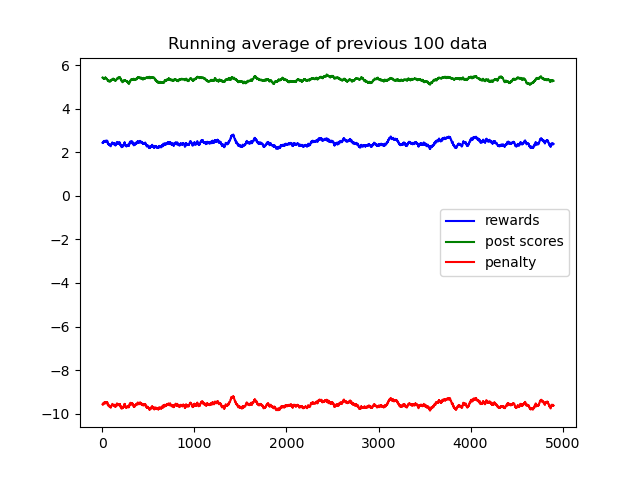 Running average of previous 100 data
6
4
2
0
−2
−4
−6
−8
−10
rewards
post scores
penalty
0 1000 2000 3000 4000 5000